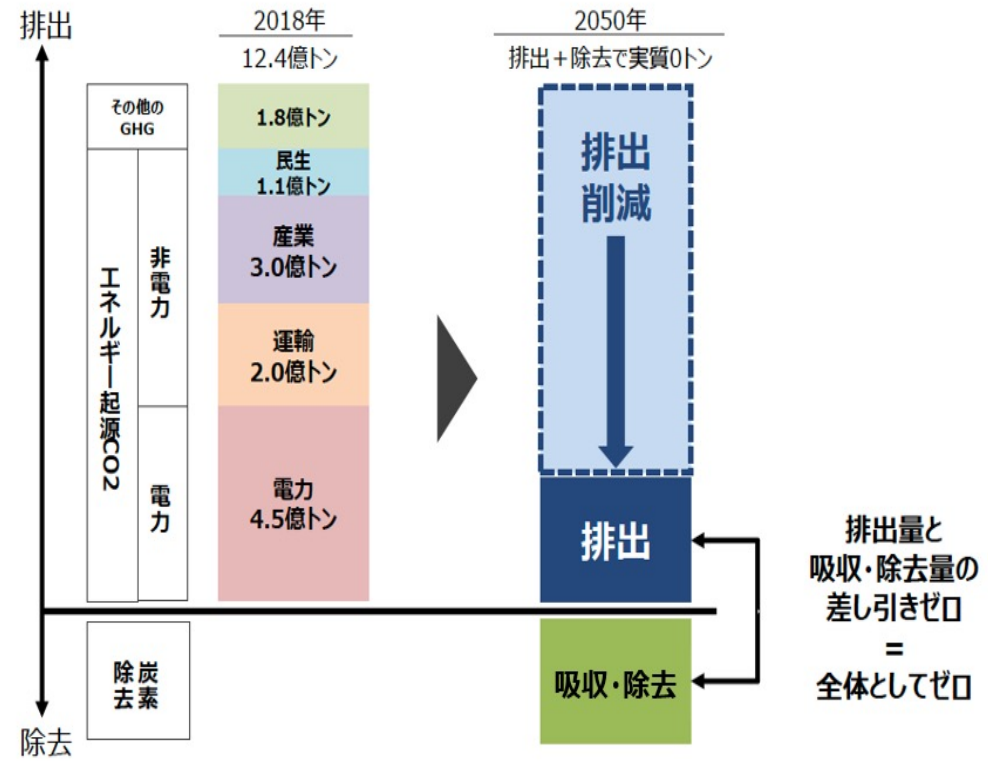 排出
2018年
12.4億トン
2050年
排出＋除去で実質0トン
その他の
GHG
エネルギー起源CO2
非電力
電力
1.8億トン
民生
1.1億トン
産業
3.0億トン
運輸
2.0億トン
電力
4.5億トン
排出
削減
排出
吸収・除去
排出量と
吸収・除去量の
差し引きゼロ
=
全体としてゼロ
炭素
除去
除去